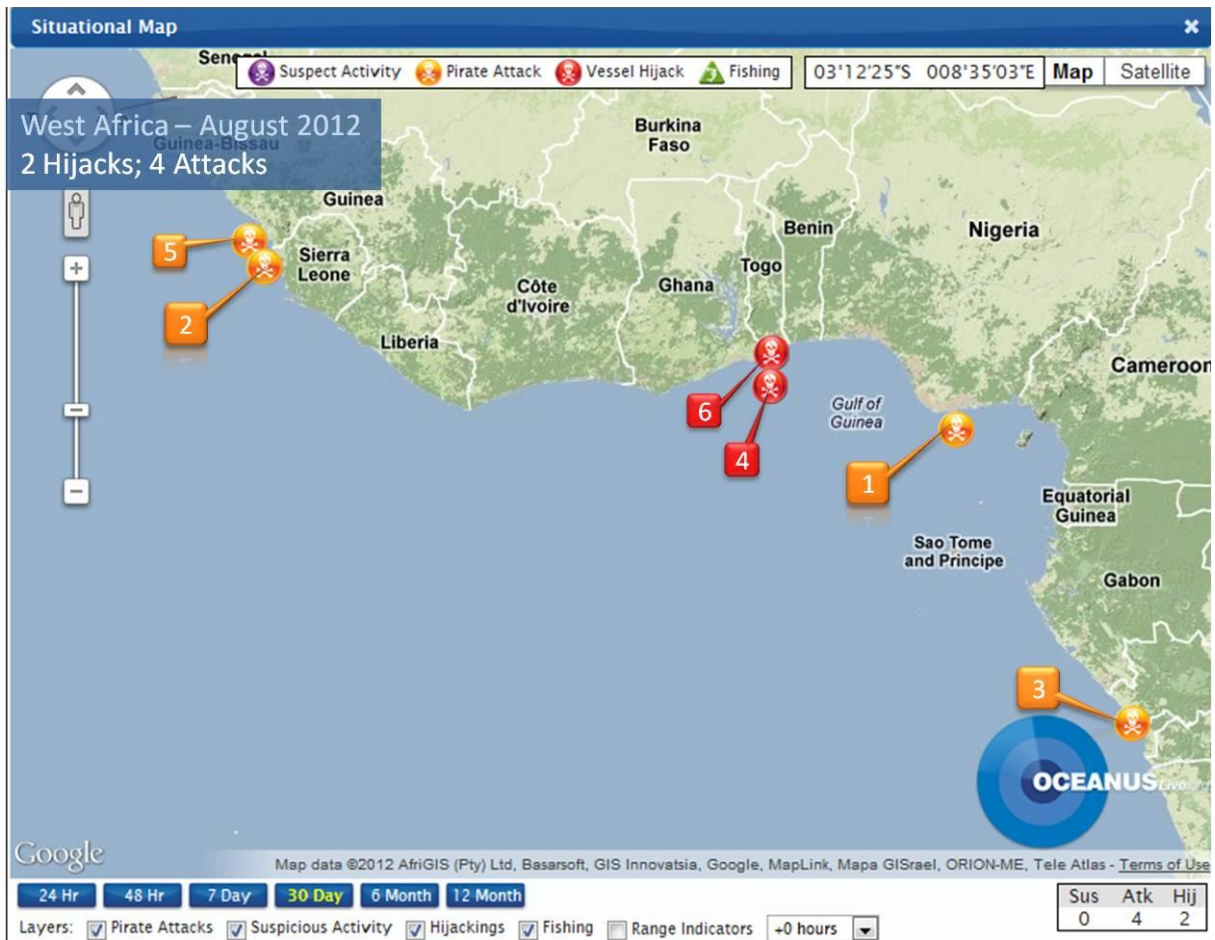 Situational Map
Suspect Activity Pirate Attack Vessel Hijack Fishing
03°12'25"S 008°35'03"E Map Satellite
West Africa – August 2012
2 Hijacks; 4 Attacks
Guinea-Bissau
Burkina
Faso
Guinea
Benin
Nigeria
5
Sierra
Leone
Togo
Côte
d'Ivoire
Ghana
2
Liberia
Cameroon
6
Gulf of
Guinea
4
1
Equatorial
Guinea
Sao Tome
and Principe
Gabon
3
OCEANUS Live
Google
Map data ©2012 AfriGIS (Pty) Ltd, Basarsoft, GIS Innovatsia, Google, MapLink, Mapa GISrael, ORION-ME, Tele Atlas - Terms of Use
24 Hr 48 Hr 7 Day 30 Day 6 Month 12 Month
Sus Atk Hij
0 4 2
Layers: Pirate Attacks Suspicious Activity Hijackings Fishing Range Indicators +0 hours